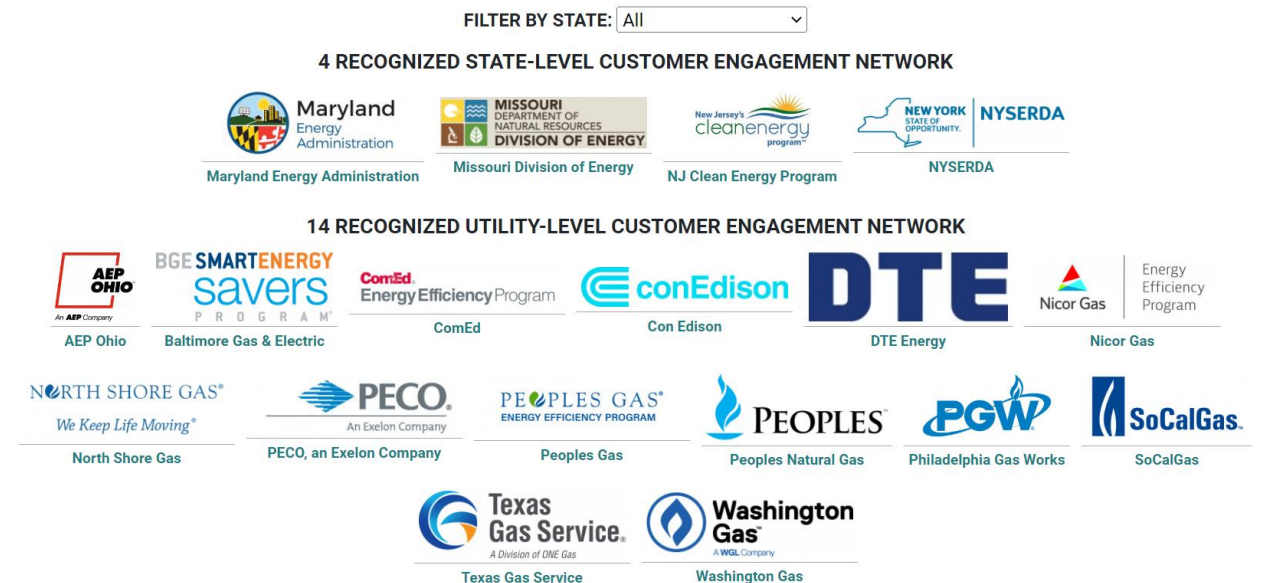 FILTER BY STATE: All
4 RECOGNIZED STATE-LEVEL CUSTOMER ENGAGEMENT NETWORK
Maryland
Energy
Administration
Maryland Energy Administration
MISSOURI
DEPARTMENT OF
NATURAL RESOURCES
DIVISION OF ENERGY
Missouri Division of Energy
New Jersey's
cleanenergy
program™
NJ Clean Energy Program
NEW YORK
STATE OF
OPPORTUNITY.
NYSERDA
NYSERDA
14 RECOGNIZED UTILITY-LEVEL CUSTOMER ENGAGEMENT NETWORK
AEP
OHIO
An AEP Company
AEP Ohio
BGE SMARTENERGY
savers
PROGRAM®
Baltimore Gas & Electric
ComEd.
Energy Efficiency Program
ComEd
conEdison
Con Edison
DTE
DTE Energy
Nicor Gas
Energy
Efficiency
Program
Nicor Gas
NORTH SHORE GAS®
We Keep Life Moving®
North Shore Gas
PECO®
An Exelon Company
PECO, an Exelon Company
PEOPLES GAS®
ENERGY EFFICIENCY PROGRAM
Peoples Gas
PEOPLES™
Peoples Natural Gas
PGW
Philadelphia Gas Works
SoCalGas™
SoCalGas
Texas
Gas Service®
A Division of ONE Gas
Texas Gas Service
Washington
Gas™
A WGL Company
Washington Gas